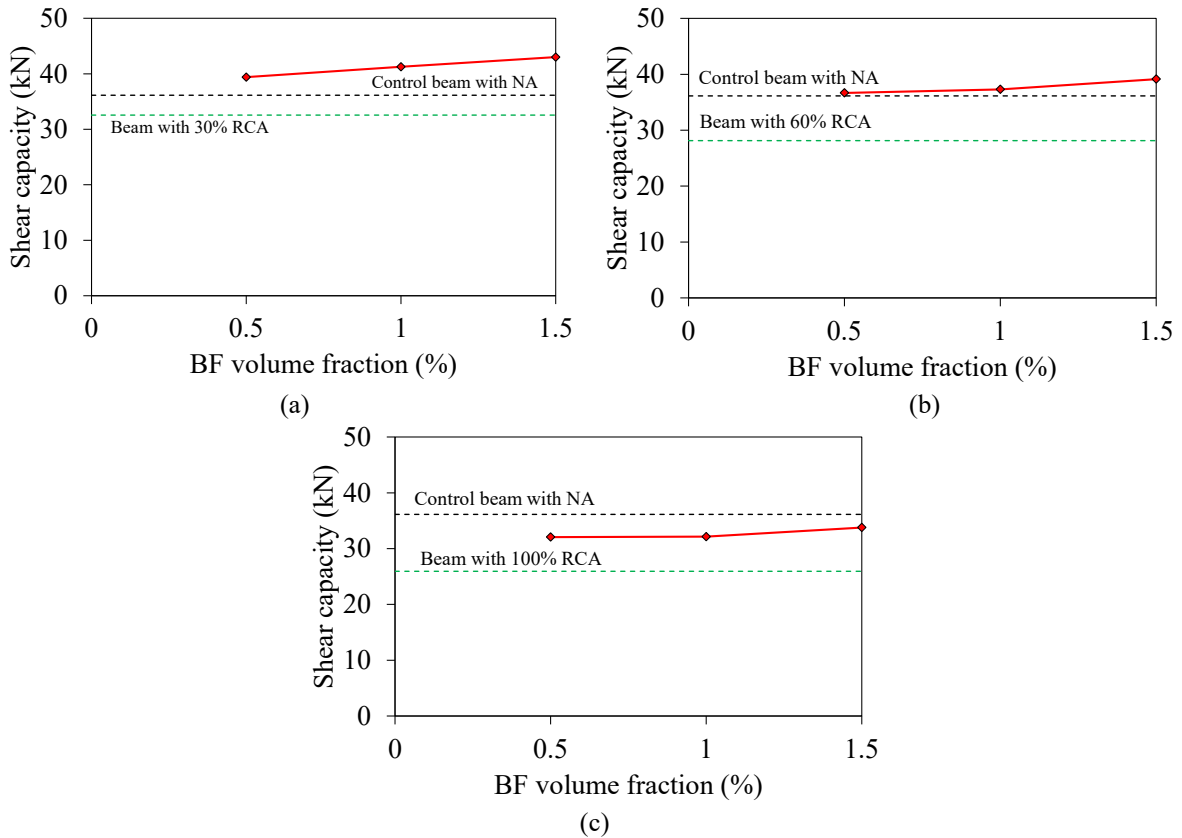 50
40
30
20
10
0
Shear capacity (kN)
Control beam with NA
Beam with 30% RCA
0
0.5
1
1.5
BF volume fraction (%)
(a)
50
40
30
20
10
0
Shear capacity (kN)
Control beam with NA
Beam with 60% RCA
0
0.5
1
1.5
BF volume fraction (%)
(b)
50
40
30
20
10
0
Shear capacity (kN)
Control beam with NA
Beam with 100% RCA
0
0.5
1
1.5
BF volume fraction (%)
(c)